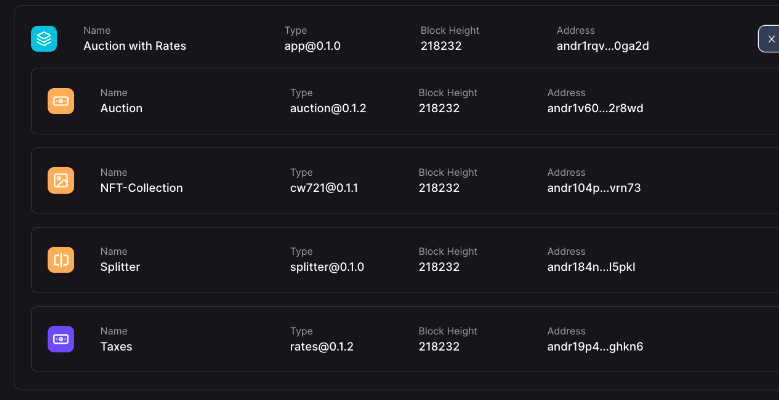 Name Type Block Height Address
Auction with Rates app@0.1.0 218232 andr1rqv...0ga2d
Name Type Block Height Address
Auction auction@0.1.2 218232 andr1v60...2r8wd
Name Type Block Height Address
NFT-Collection cw721@0.1.1 218232 andr104p...vrn73
Name Type Block Height Address
Splitter splitter@0.1.0 218232 andr184n...l5pkl
Name Type Block Height Address
Taxes rates@0.1.2 218232 andr19p4...ghkn6